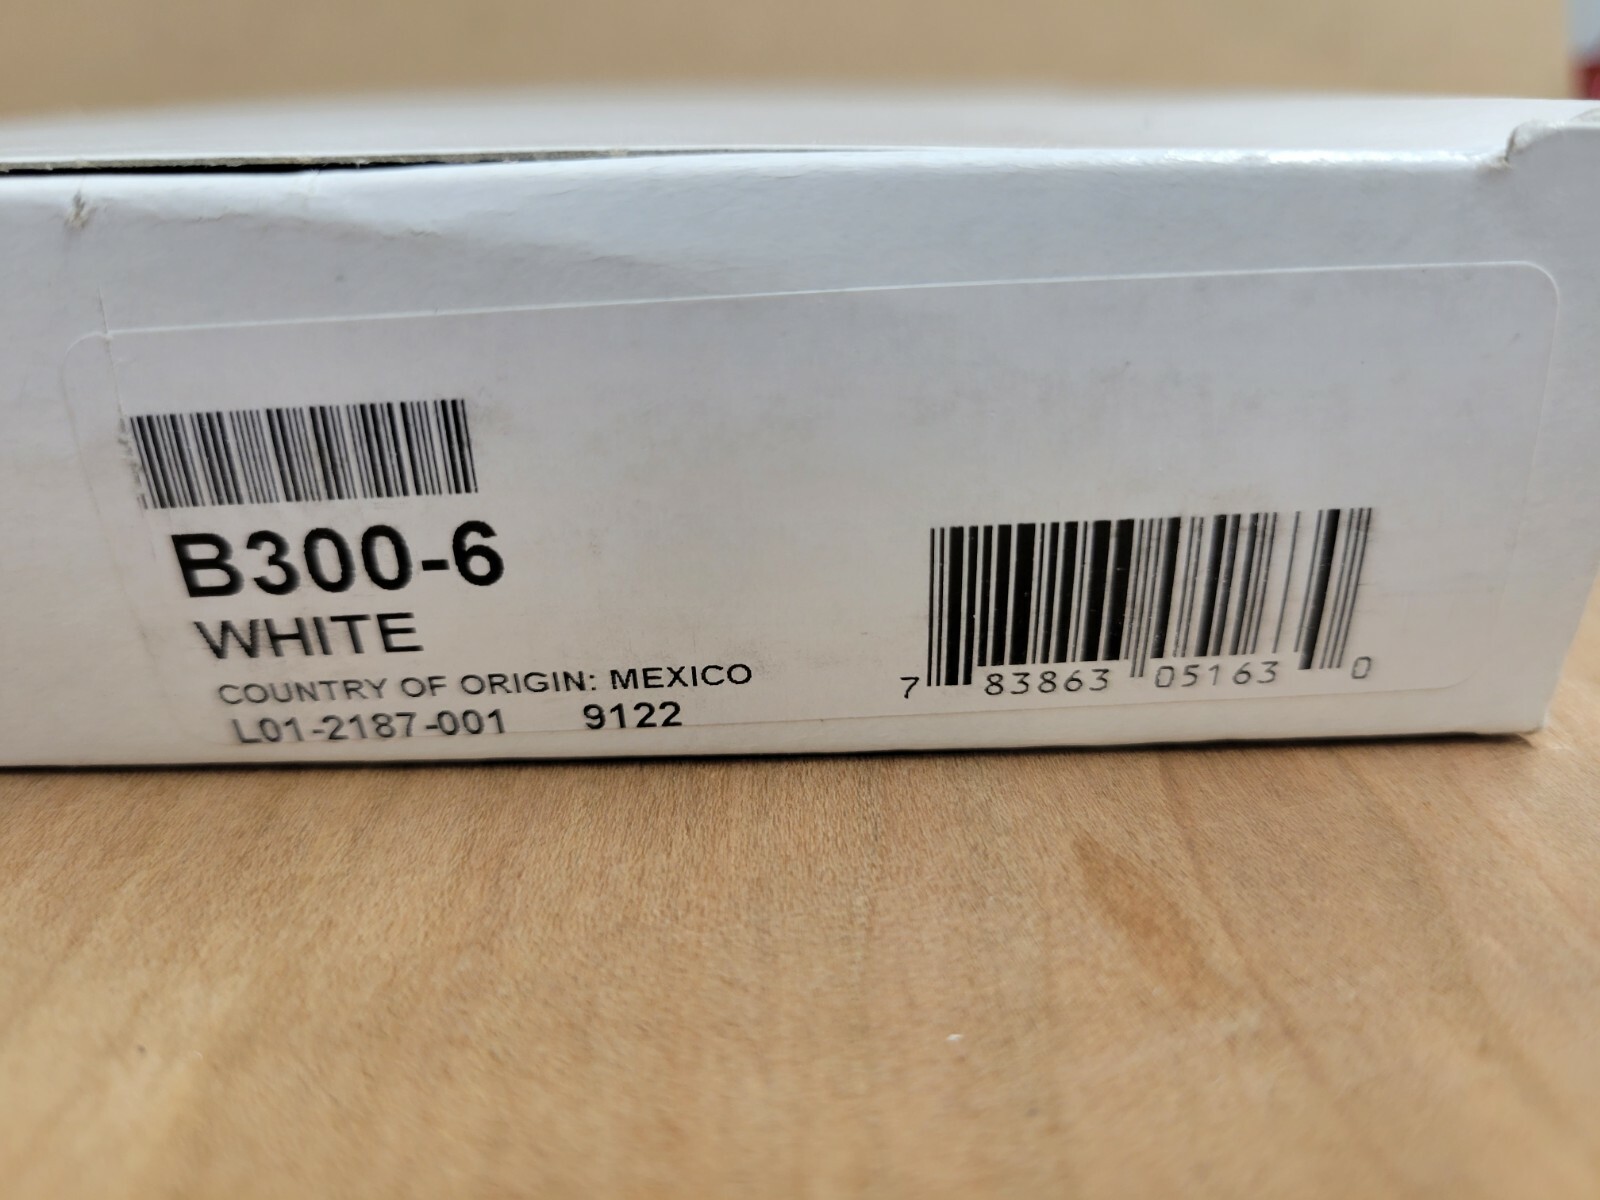 B300-6
WHITE
COUNTRY OF ORIGIN: MEXICO
L01-2187-001 9122
7 83863 05163 0